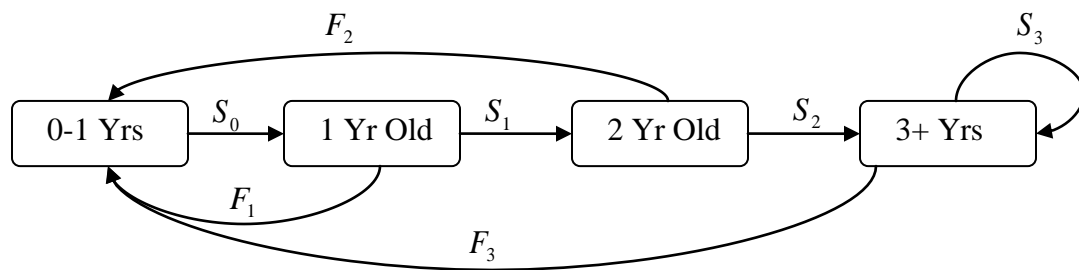 F₂
S₃
0-1 Yrs
S₀
1 Yr Old
S₁
2 Yr Old
S₂
3+ Yrs
F₁
F₃